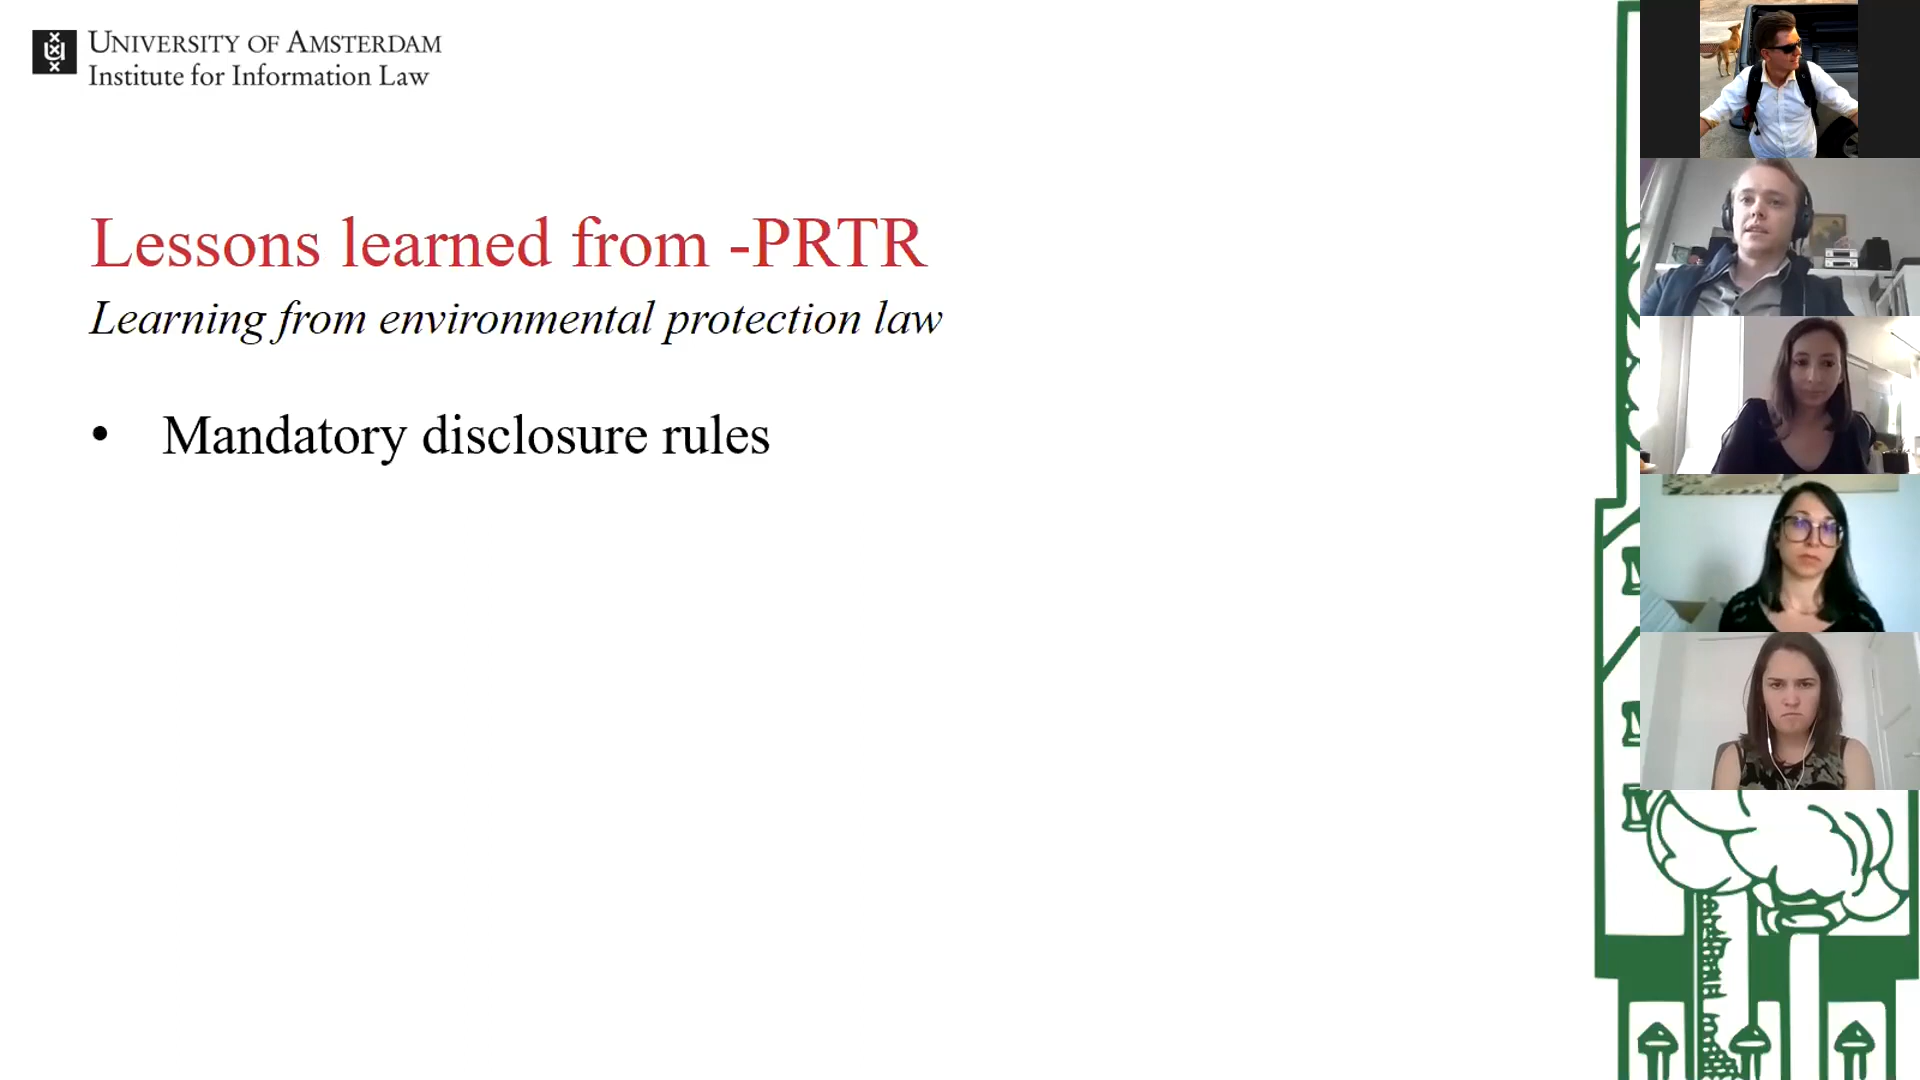 UNIVERSITY OF AMSTERDAM
Institute for Information Law
Lessons learned from -PRTR
Learning from environmental protection law
• Mandatory disclosure rules